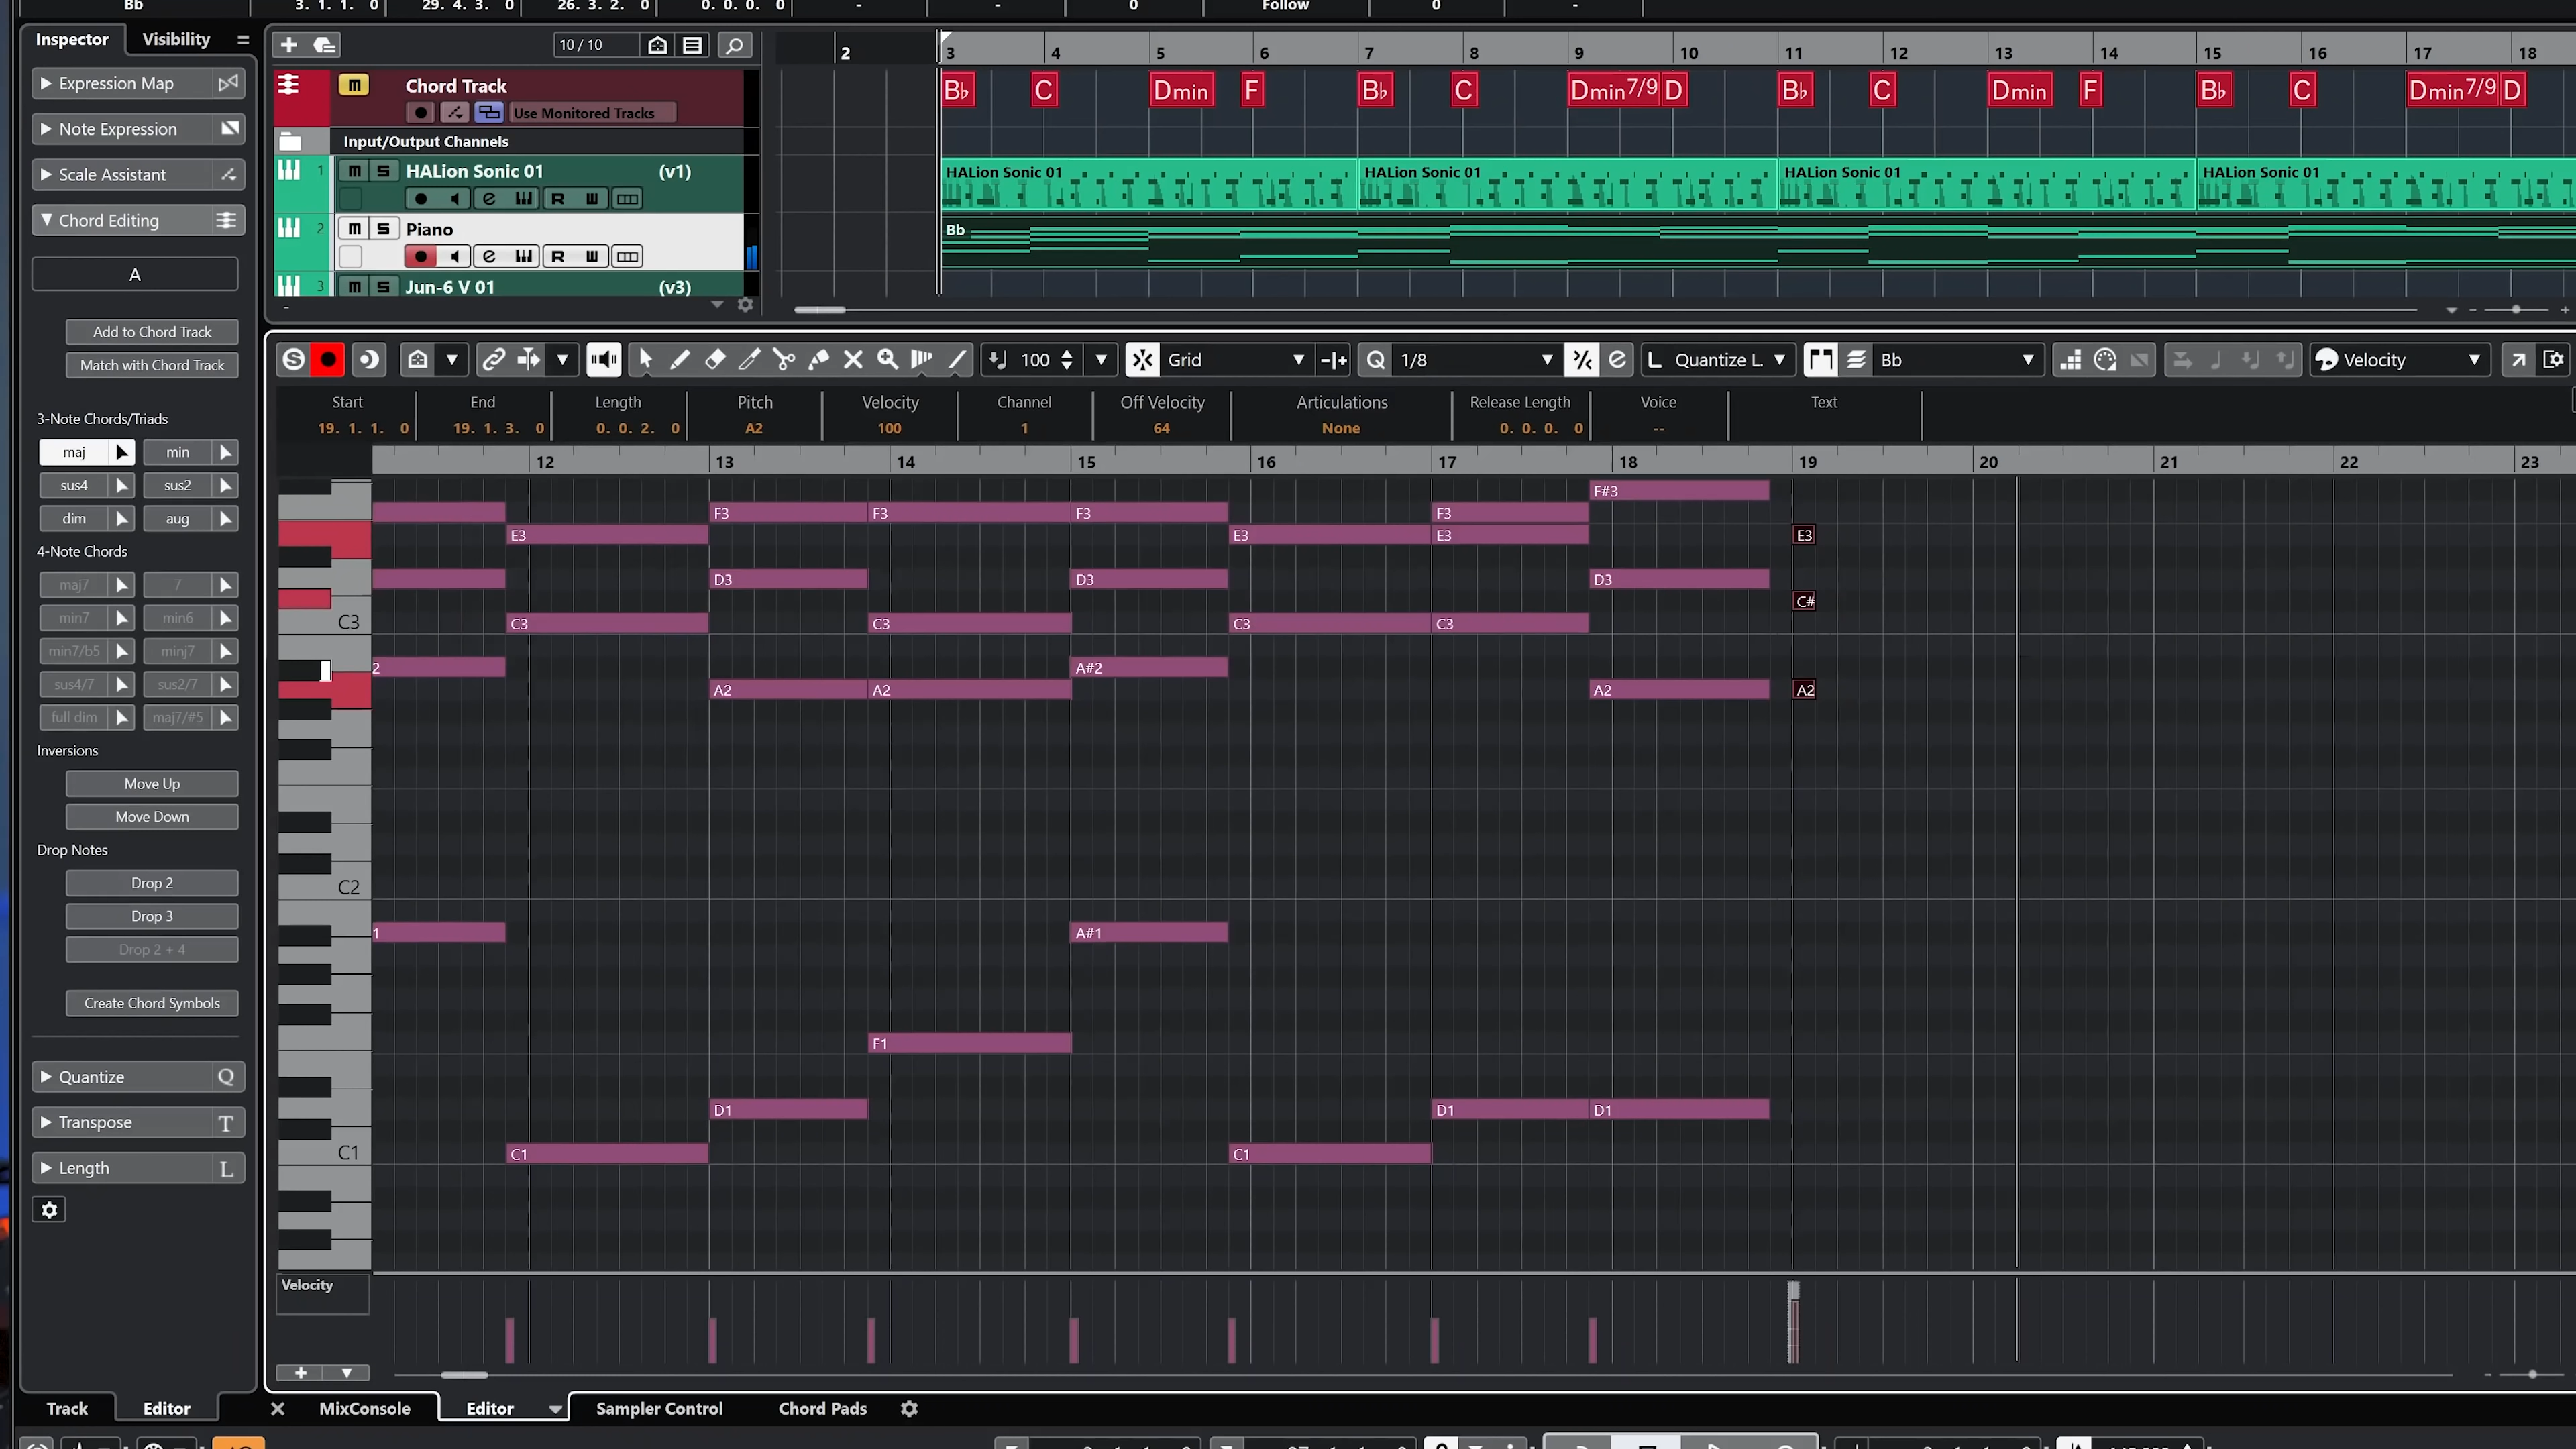 Bb 3. 1. 1. 0 29. 4. 3. 0 26. 3. 2. 0 0. 0. 0. 0 - - 0 Follow 0 -
Inspector Visibility
Expression Map
Note Expression
Scale Assistant
Chord Editing
A
Add to Chord Track
Match with Chord Track
3-Note Chords/Triads
maj min
sus4 sus2
dim aug
4-Note Chords
maj7 7
min7 min6
min7/b5 minj7
sus4/7 sus2/7
full dim maj7/#5
Inversions
Move Up
Move Down
Drop Notes
Drop 2
Drop 3
Drop 2 + 4
Create Chord Symbols
Quantize Q
Transpose T
Length L
Track Editor
10 / 10
2 3 4 5 6 7 8 9 10 11 12 13 14 15 16 17 18
m Chord Track
Use Monitored Tracks
B♭ C Dmin F B♭ C Dmin7/9 D B♭ C Dmin F B♭ C Dmin7/9 D
Input/Output Channels
1 m S HALion Sonic 01 (v1)
e R W
HALion Sonic 01 HALion Sonic 01 HALion Sonic 01 HALion Sonic 01
2 m S Piano
e R W
Bb
3 m S Jun-6 V 01 (v3)
S 100 Grid Q 1/8 e L Quantize L. Bb Velocity
Start End Length Pitch Velocity Channel Off Velocity Articulations Release Length Voice Text
19. 1. 1. 0 19. 1. 3. 0 0. 0. 2. 0 A2 100 1 64 None 0. 0. 0. 0 --
12 13 14 15 16 17 18 19 20 21 22 23
F#3
F3 F3 F3 F3
E3 E3 E3 E3
D3 D3 D3
C#
C3 C3 C3 C3 C3
2 A#2
A2 A2 A2 A2
C2
1 A#1
F1
D1 D1 D1
C1 C1 C1
Velocity
MixConsole Editor Sampler Control Chord Pads